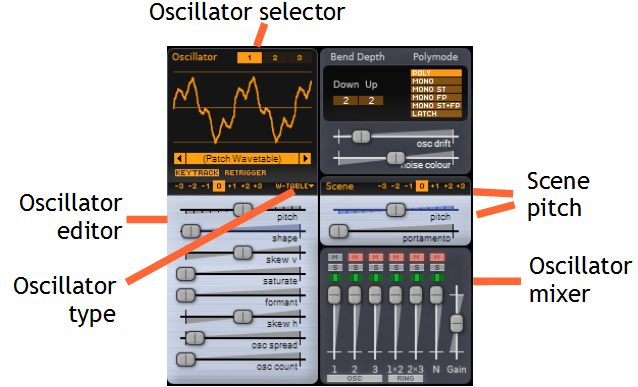 Oscillator selector
Oscillator 1 2 3
(Patch Wavetable)
KEYTRACK RETRIGGER
-3 -2 -1 0 +1 +2 +3 W-TABLE
pitch
shape
skew v
saturate
formant
skew h
osc spread
osc count
Bend Depth Polymode
Down Up
2 2
POLY
MONO
MONO ST
MONO FP
MONO ST+FP
LATCH
osc drift
noise colour
Scene -3 -2 -1 0 +1 +2 +3
pitch
portamento
M M M M M M
S S S S S S
1 2 3 1×2 2×3 N Gain
OSC RING
Oscillator
editor
Oscillator
type
Scene
pitch
Oscillator
mixer